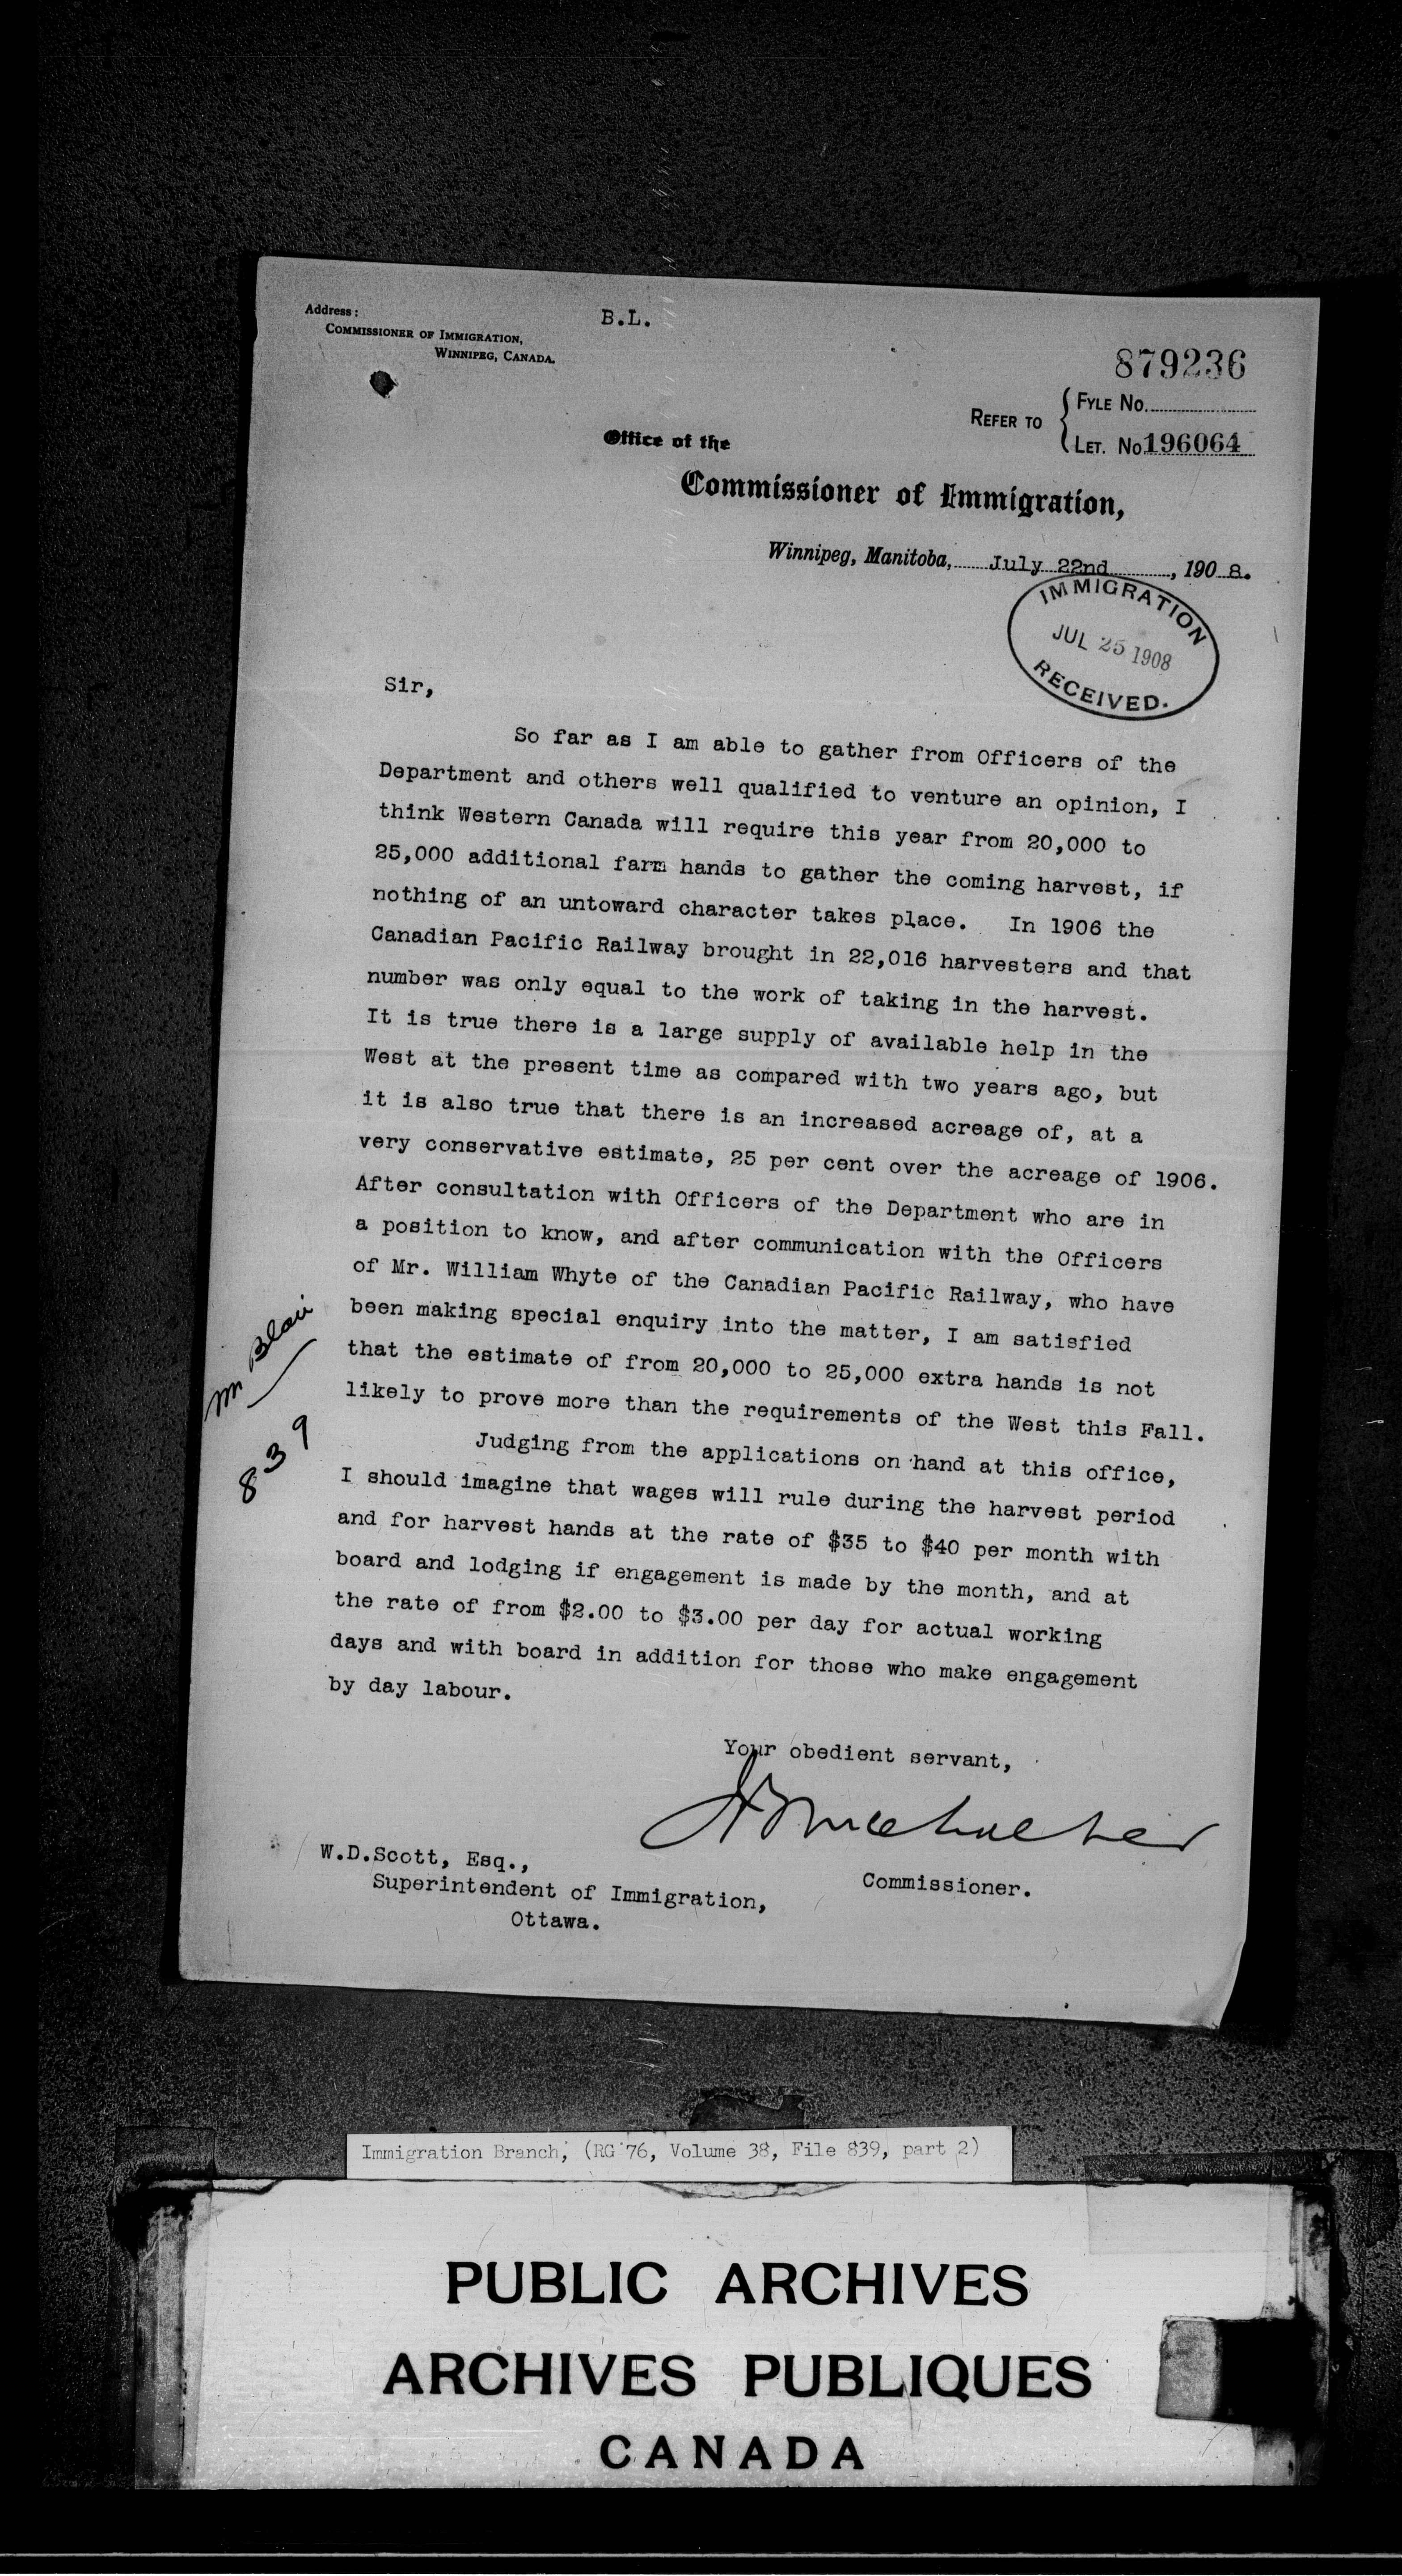 Address:
COMMISSIONER OF IMMIGRATION,
WINNIPEG, CANADA.
B.L.
879236
REFER TO
FYLE No.
LET. No. 196064
Office of the
Commissioner of Immigration,
Winnipeg, Manitoba, July 22nd, 1908.
IMMIGRATION
JUL 25 1908
RECEIVED.
Sir,
So far as I am able to gather from Officers of the
Department and others well qualified to venture an opinion, I
think Western Canada will require this year from 20,000 to
25,000 additional farm hands to gather the coming harvest, if
nothing of an untoward character takes place. In 1906 the
Canadian Pacific Railway brought in 22,016 harvesters and that
number was only equal to the work of taking in the harvest.
It is true there is a large supply of available help in the
West at the present time as compared with two years ago, but
it is also true that there is an increased acreage of, at a
very conservative estimate, 25 per cent over the acreage of 1906.
After consultation with Officers of the Department who are in
a position to know, and after communication with the Officers
of Mr. William Whyte of the Canadian Pacific Railway, who have
been making special enquiry into the matter, I am satisfied
that the estimate of from 20,000 to 25,000 extra hands is not
likely to prove more than the requirements of the West this Fall.
Mr Blair
839
Judging from the applications on hand at this office,
I should imagine that wages will rule during the harvest period
and for harvest hands at the rate of $35 to $40 per month with
board and lodging if engagement is made by the month, and at
the rate of from $2.00 to $3.00 per day for actual working
days and with board in addition for those who make engagement
by day labour.
Your obedient servant,
Commissioner.
W.D.Scott, Esq.,
Superintendent of Immigration,
Ottawa.
Immigration Branch, (RG 76, Volume 38, File 839, part 2)
PUBLIC ARCHIVES
ARCHIVES PUBLIQUES
CANADA